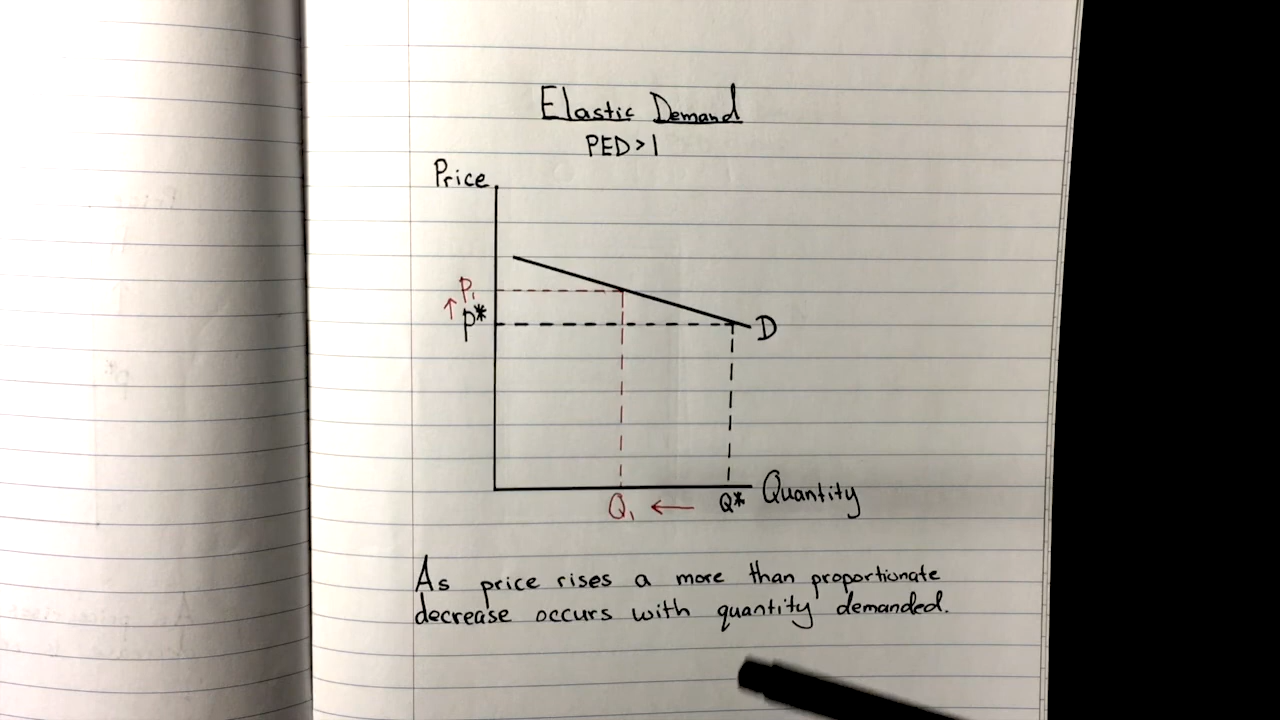 Elastic Demand
PED > 1
Price
P₁
↑
P*
D
Quantity
Q₁ ← Q*
As price rises a more than proportionate
decrease occurs with quantity demanded.